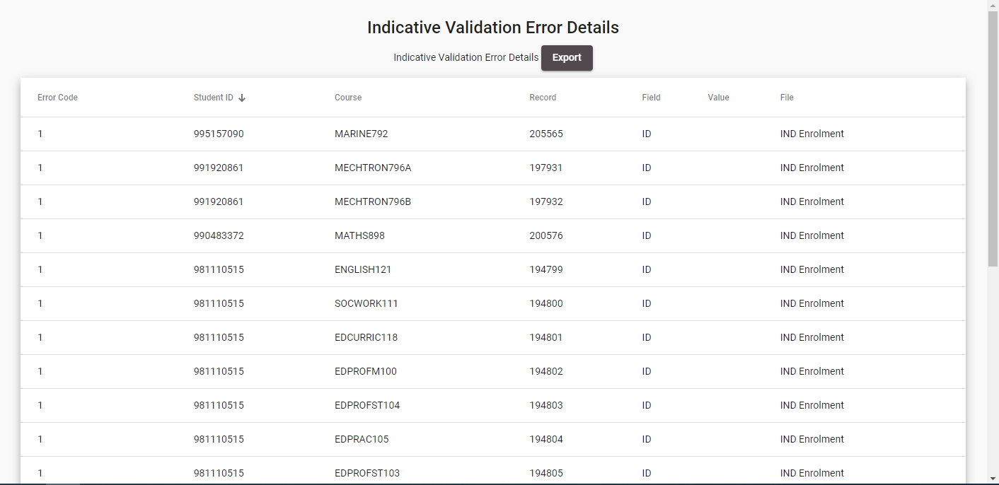 Indicative Validation Error Details
Indicative Validation Error Details Export
Error Code Student ID Course Record Field Value File
1 995157090 MARINE792 205565 ID IND Enrolment
1 991920861 MECHTRON796A 197931 ID IND Enrolment
1 991920861 MECHTRON796B 197932 ID IND Enrolment
1 990483372 MATHS898 200576 ID IND Enrolment
1 981110515 ENGLISH121 194799 ID IND Enrolment
1 981110515 SOCWORK111 194800 ID IND Enrolment
1 981110515 EDCURRIC118 194801 ID IND Enrolment
1 981110515 EDPROFM100 194802 ID IND Enrolment
1 981110515 EDPROFST104 194803 ID IND Enrolment
1 981110515 EDPRAC105 194804 ID IND Enrolment
1 981110515 EDPROFST103 194805 ID IND Enrolment